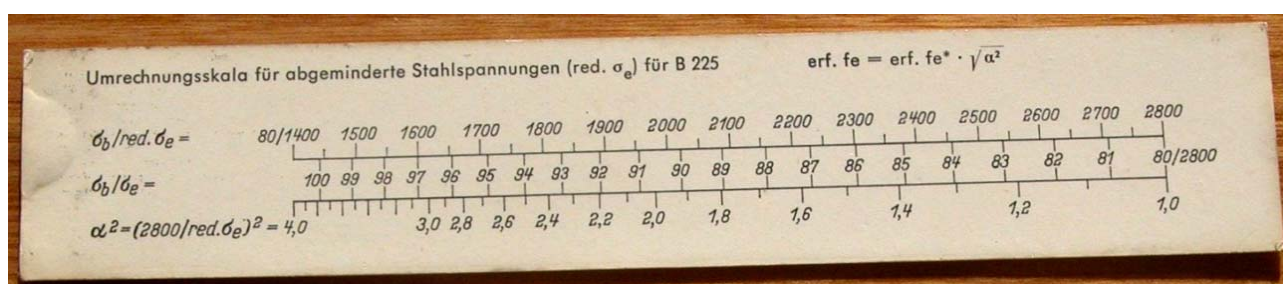 Umrechnungsskala für abgeminderte Stahlspannungen (red. σe) für B 225 erf. fe = erf. fe* · √α²
σb/red. σe = 80/1400 1500 1600 1700 1800 1900 2000 2100 2200 2300 2400 2500 2600 2700 2800
σb/σe = 100 99 98 97 96 95 94 93 92 91 90 89 88 87 86 85 84 83 82 81 80/2800
α²=(2800/red.σe)² = 4,0 3,0 2,8 2,6 2,4 2,2 2,0 1,8 1,6 1,4 1,2 1,0